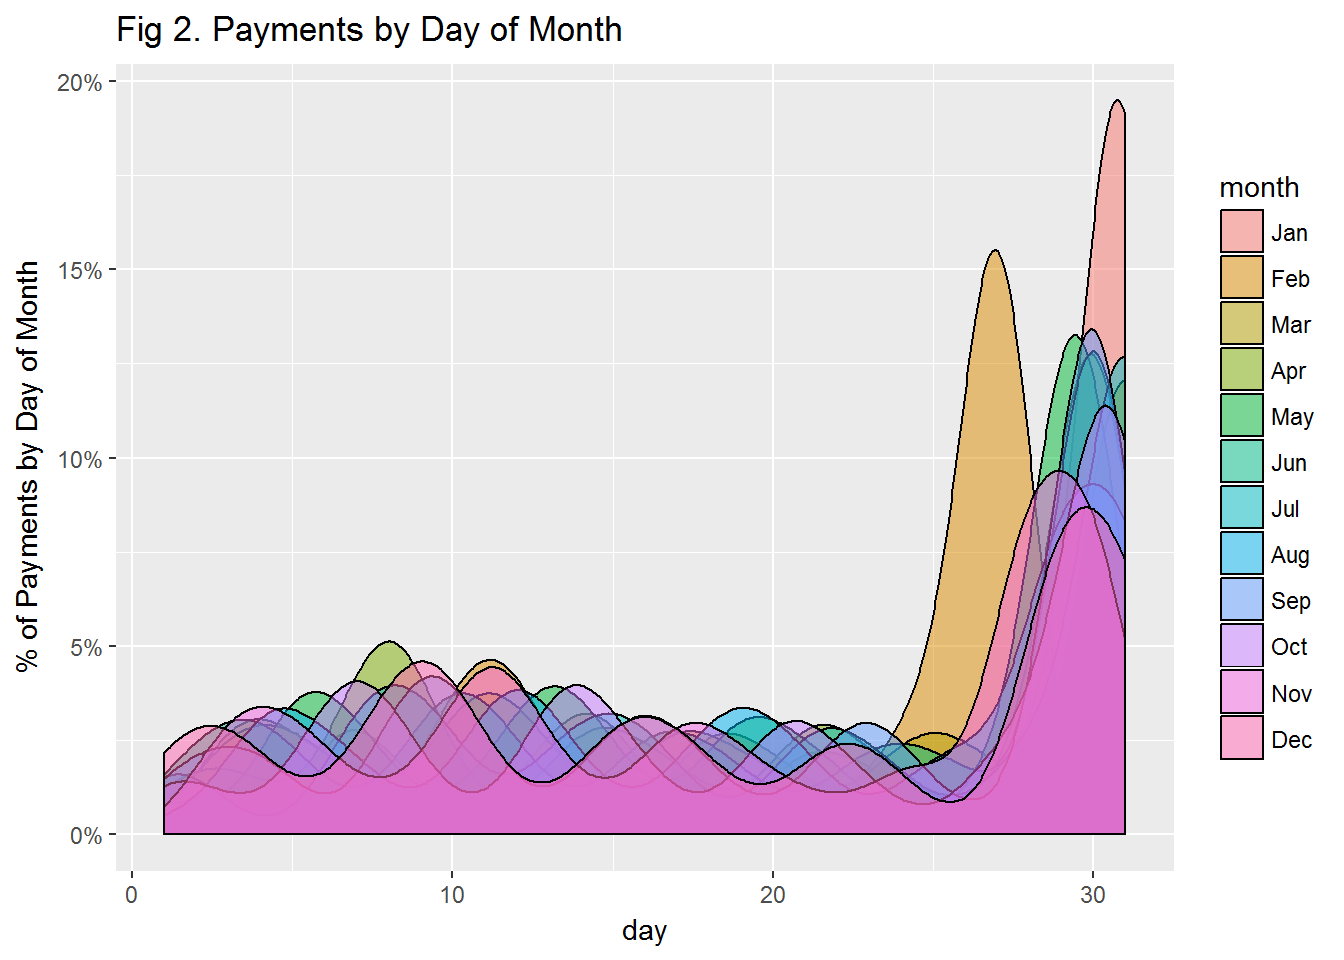 Fig 2. Payments by Day of Month
% of Payments by Day of Month
20%
15%
10%
5%
0%
0
10
20
30
day
month
Jan
Feb
Mar
Apr
May
Jun
Jul
Aug
Sep
Oct
Nov
Dec